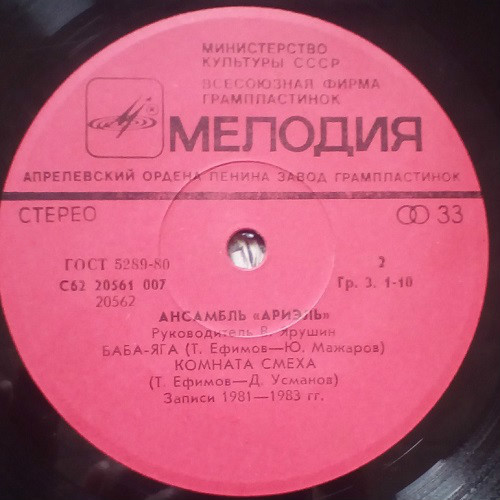 МИНИСТЕРСТВО
КУЛЬТУРЫ СССР
ВСЕСОЮЗНАЯ ФИРМА
ГРАМПЛАСТИНОК
МЕЛОДИЯ
АПРЕЛЕВСКИЙ ОРДЕНА ЛЕНИНА ЗАВОД ГРАМПЛАСТИНОК
СТЕРЕО 33
ГОСТ 5289-80 2
С62 20561 007 Гр. 3. 1-10
20562
АНСАМБЛЬ «АРИЭЛЬ»
Руководитель В. Ярушин
БАБА-ЯГА (Т. Ефимов—Ю. Мажаров)
КОМНАТА СМЕХА
(Т. Ефимов—Д. Усманов)
Записи 1981—1983 гг.